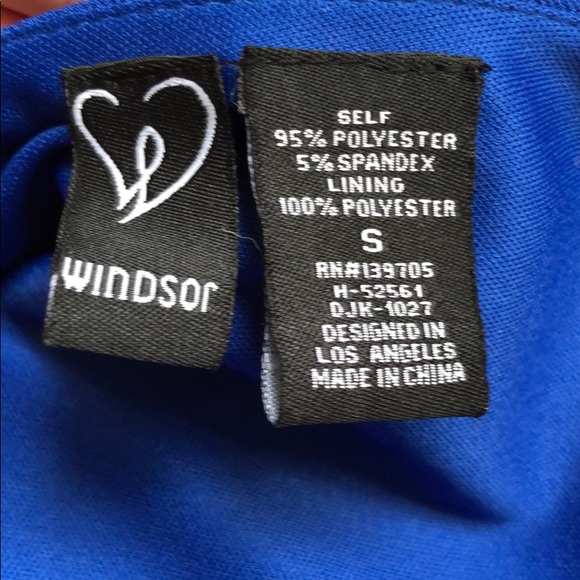 WINDSOR
SELF
95% POLYESTER
5% SPANDEX
LINING
100% POLYESTER
S
RN#139705
H-52561
DJK-1027
DESIGNED IN
LOS ANGELES
MADE IN CHINA